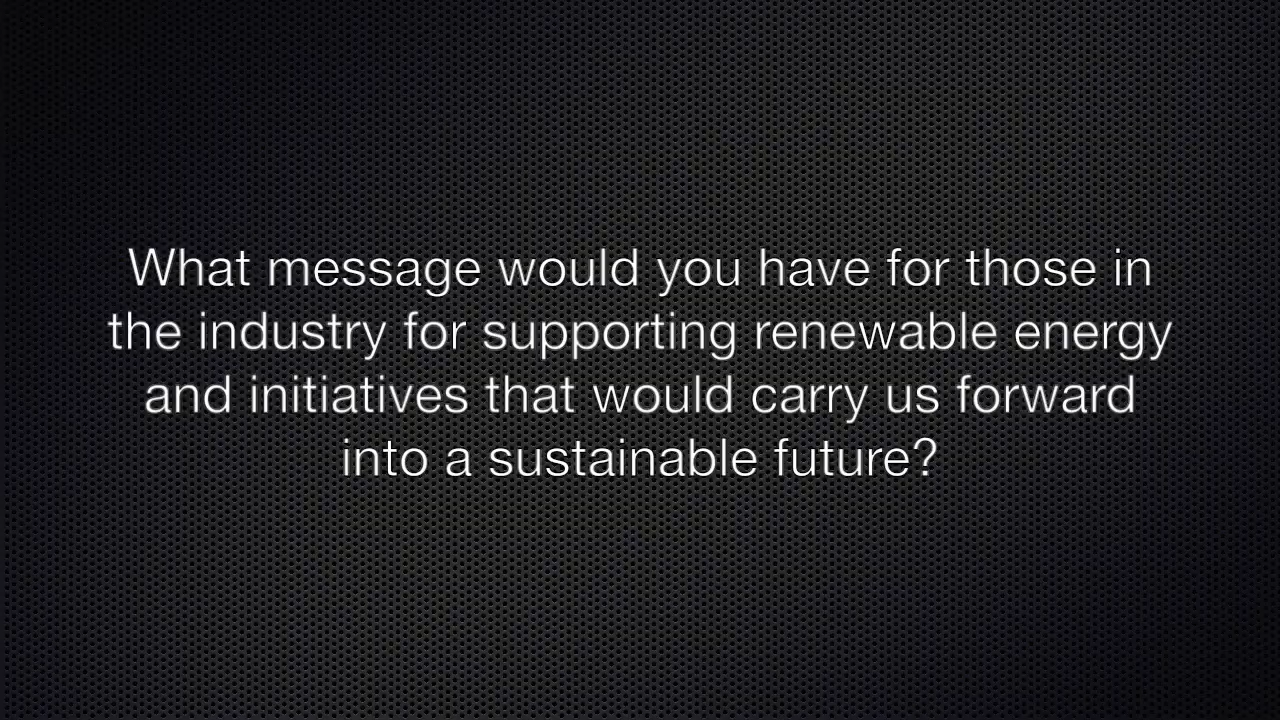 What message would you have for those in
the industry for supporting renewable energy
and initiatives that would carry us forward
into a sustainable future?